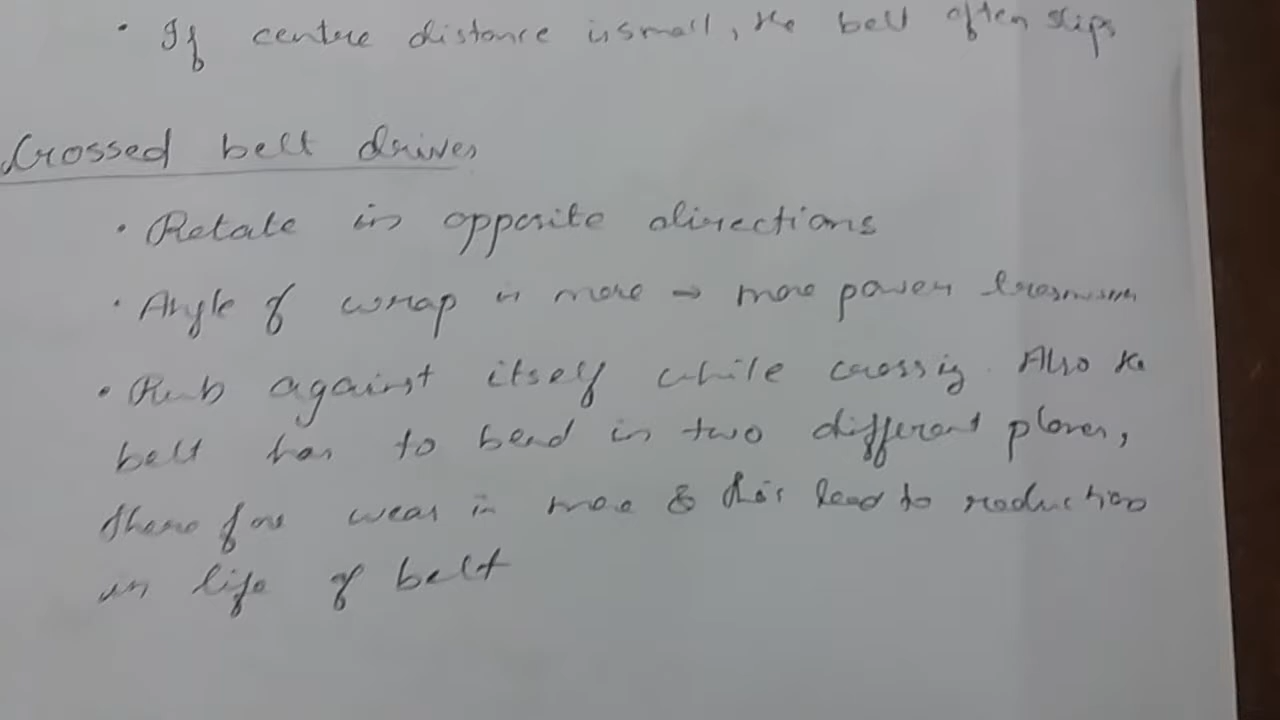 • If centre distance is small, the belt often slips
Crossed belt drives
• Rotate in opposite directions
• Angle of wrap is more → more power transmission
• Rub against itself while crossing. Also the
belt has to bend in two different planes,
therefore wear is more & this lead to reduction
in life of belt